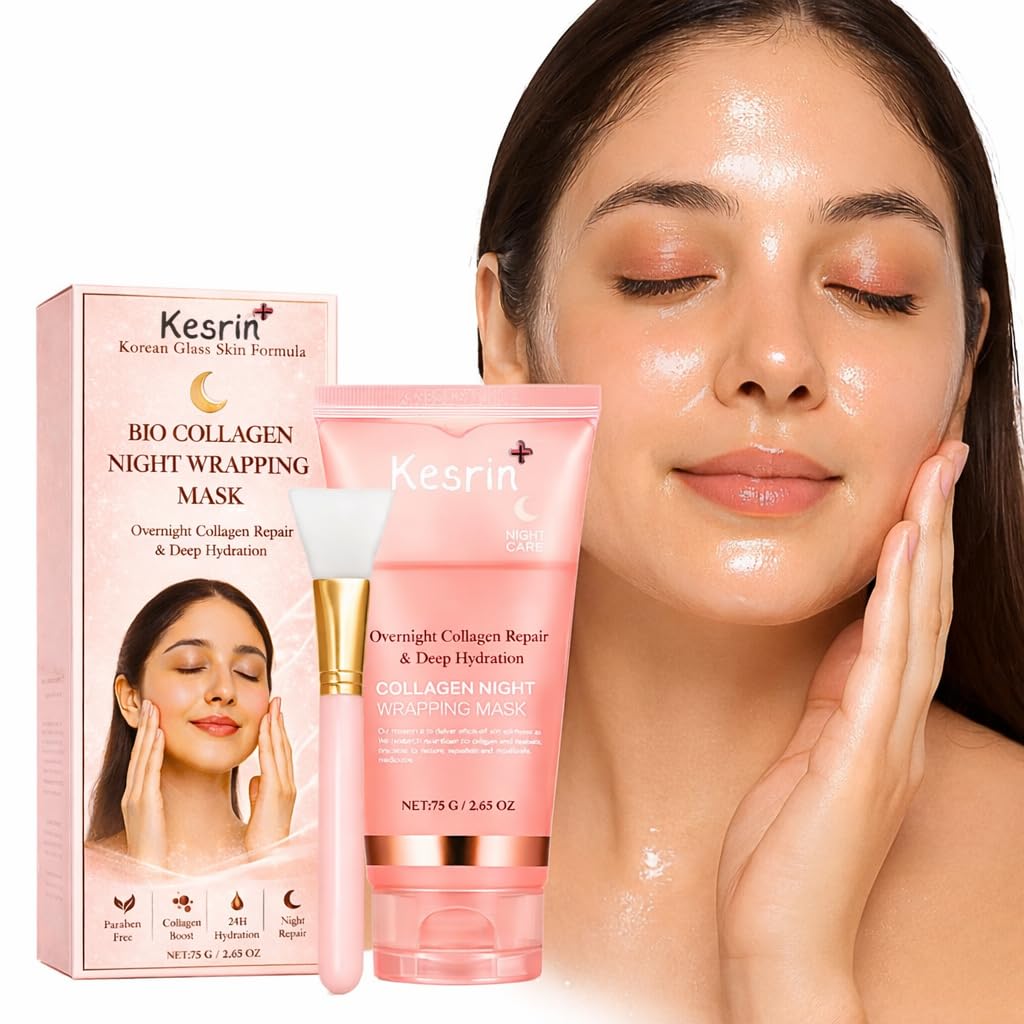 Kesrin+
Korean Glass Skin Formula
BIO COLLAGEN
NIGHT WRAPPING
MASK
Overnight Collagen Repair
& Deep Hydration
Paraben
Free
Collagen
Boost
24H
Hydration
Night
Repair
NET:75 G / 2.65 OZ
Kesrin+
NIGHT
CARE
Overnight Collagen Repair
& Deep Hydration
COLLAGEN NIGHT
WRAPPING MASK
NET:75 G / 2.65 OZ